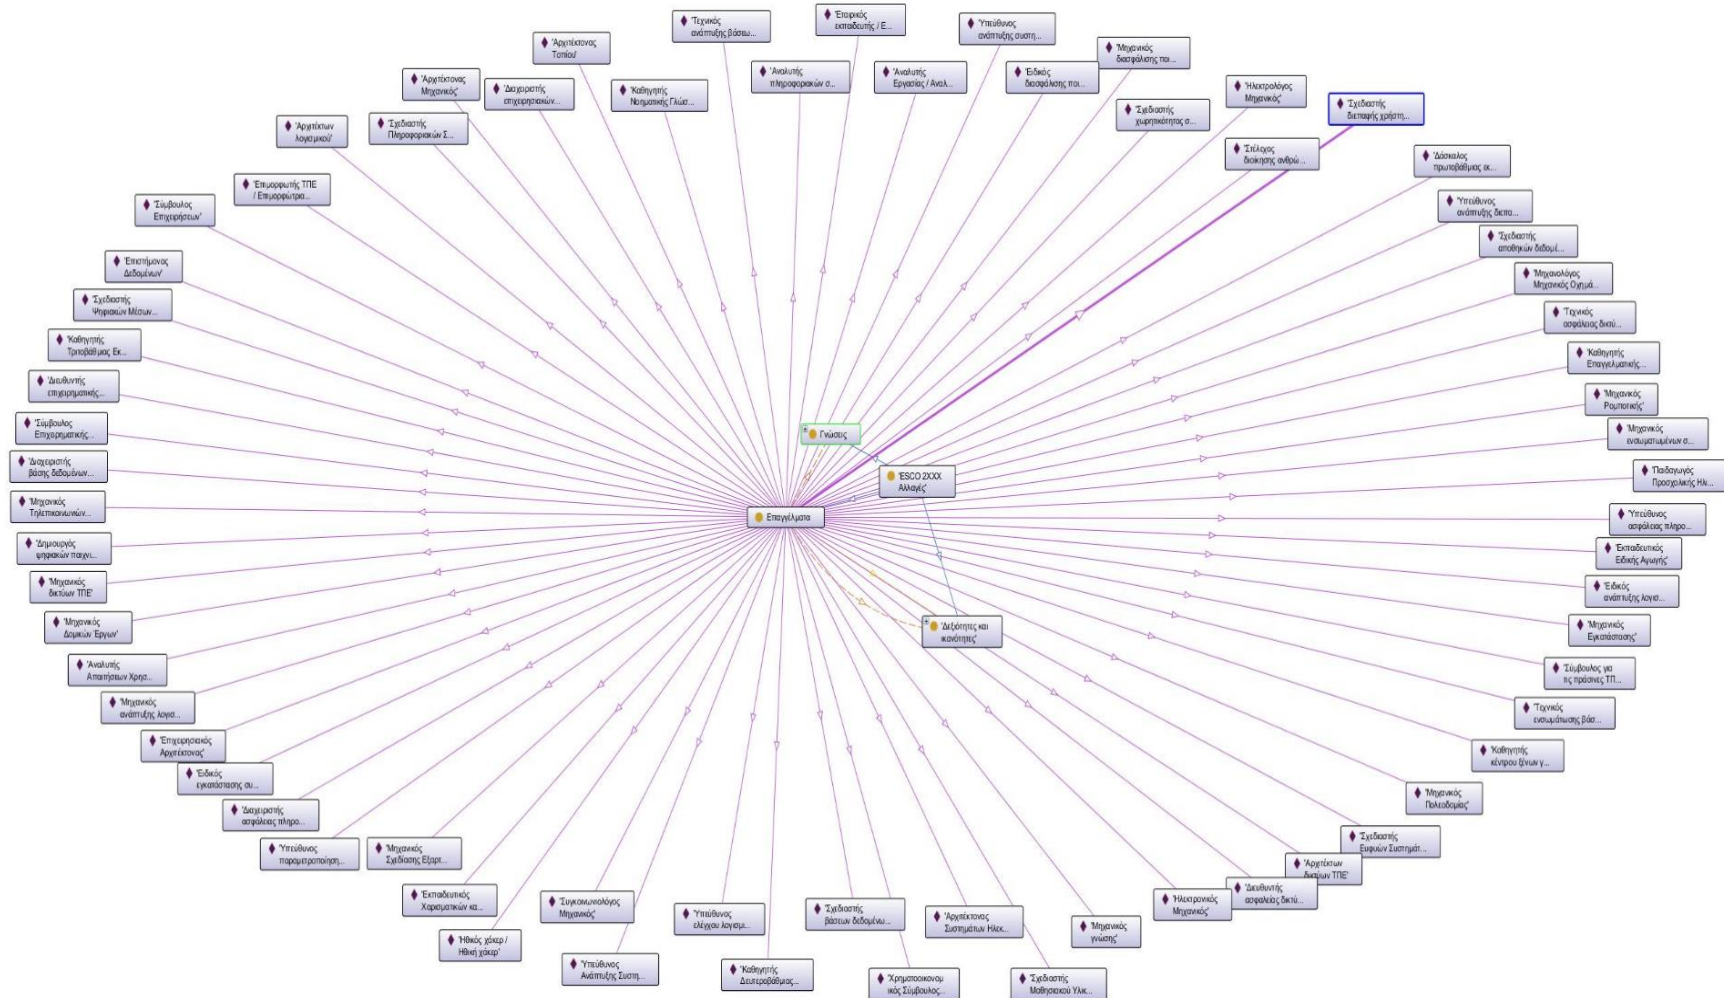 'Τεχνικός
ανάπτυξης βάσεω...
'Εταιρικός
εκπαιδευτής / Ε...
'Υπεύθυνος
ανάπτυξη συστη...
'Αρχιτέκτονας
Τοπίου'
'Μηχανικός
διασφάλισης ποι...
'Αρχιτέκτονας
Μηχανικός'
'Διαχειριστής
επιχειρησιακών...
'Καθηγητής
Νοηματικής Γλώσ...
'Αναλυτής
πληροφοριακών σ...
'Αναλυτής
Εργασίας / Αναλ...
'Ειδικός
διασφάλισης ποι...
'Ηλεκτρολόγος
Μηχανικός'
'Σχεδιαστής
διεπαφής χρήστη...
'Αρχιτέκτων
λογισμικού'
'Σχεδιαστής
Πληροφοριακών Σ...
'Σχεδιαστής
χωρητικότητας σ...
'Στέλεχος
διοίκησης ανθρώ...
'Δάσκαλος
πρωτοβάθμιας εκ...
'Επιμορφωτής ΤΠΕ
/ Επιμορφώτρια...
'Σύμβουλος
Επιχειρήσεων'
'Υπεύθυνος
ανάπτυξης διεπα...
'Σχεδιαστής
αποθηκών δεδομέ...
'Επιστήμονας
Δεδομένων'
'Μηχανολόγος
Μηχανικός Οχημά...
'Σχεδιαστής
Ψηφιακών Μέσων...
'Τεχνικός
ασφάλειας δικτύ...
'Καθηγητής
Τριτοβάθμιας Εκ...
'Καθηγητής
Επαγγελματικής...
'Διευθυντής
επιχειρηματικής...
'Μηχανικός
Ρομποτικής'
'Σύμβουλος
Επιχειρηματικής...
Γνώσεις
'Μηχανικός
ενσωματωμένων σ...
'Διαχειριστής
βάσης δεδομένων...
'ESCO 2XXX
Αλλαγές'
'Παιδαγωγός
Προσχολικής Ηλι...
'Μηχανικός
Τηλεπικοινωνιών...
Επαγγέλματα
'Υπεύθυνος
ασφάλειας πληρο...
'Δημιουργός
ψηφιακών παιχνι...
'Εκπαιδευτικός
Ειδικής Αγωγής'
'Μηχανικός
δικτύων ΤΠΕ'
'Ειδικός
ανάπτυξης λογισ...
'Μηχανικός
Δομικών Έργων'
'Δεξιότητες και
ικανότητες'
'Μηχανικός
Εγκατάστασης'
'Αναλυτής
Απαιτήσεων Χρησ...
'Σύμβουλος για
τις πράσινες ΤΠ...
'Μηχανικός
ανάπτυξης λογισ...
'Τεχνικός
ενσωμάτωσης βάσ...
'Επιχειρησιακός
Αρχιτέκτονας'
'Καθηγητής
κέντρου ξένων γ...
'Ειδικός
εγκατάστασης συ...
'Μηχανικός
Πολεοδομίας'
'Διαχειριστής
ασφάλειας πληρο...
'Σχεδιαστής
Ευφυών Συστημάτ...
'Υπεύθυνος
παραμετροποίηση...
'Μηχανικός
Σχεδίασης Εξαρτ...
'Αρχιτέκτων
δικτύων ΤΠΕ'
'Διευθυντής
ασφαλείας δικτύ...
'Εκπαιδευτικός
Χαρισματικών κα...
'Συγκοινωνιολόγος
Μηχανικός'
'Υπεύθυνος
ελέγχου λογισμι...
'Σχεδιαστής
βάσεων δεδομένω...
'Αρχιτέκτονας
Συστημάτων Ηλεκ...
'Ηλεκτρονικός
Μηχανικός'
'Μηχανικός
γνώσης'
'Ηθικός χάκερ /
Ηθική χάκερ'
'Υπεύθυνος
Ανάπτυξης Συστη...
'Καθηγητής
Δευτεροβάθμιας...
'Χρηματοοικονομ
ικός Σύμβουλος...
'Σχεδιαστής
Μαθησιακού Υλικ...